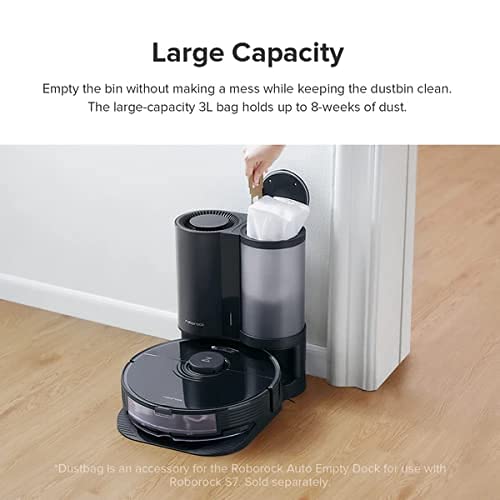 Large Capacity
Empty the bin without making a mess while keeping the dustbin clean.
The large-capacity 3L bag holds up to 8-weeks of dust.
roborock
*Dustbag is an accessory for the Roborock Auto Empty Dock for use with
Roborock S7. Sold separately.